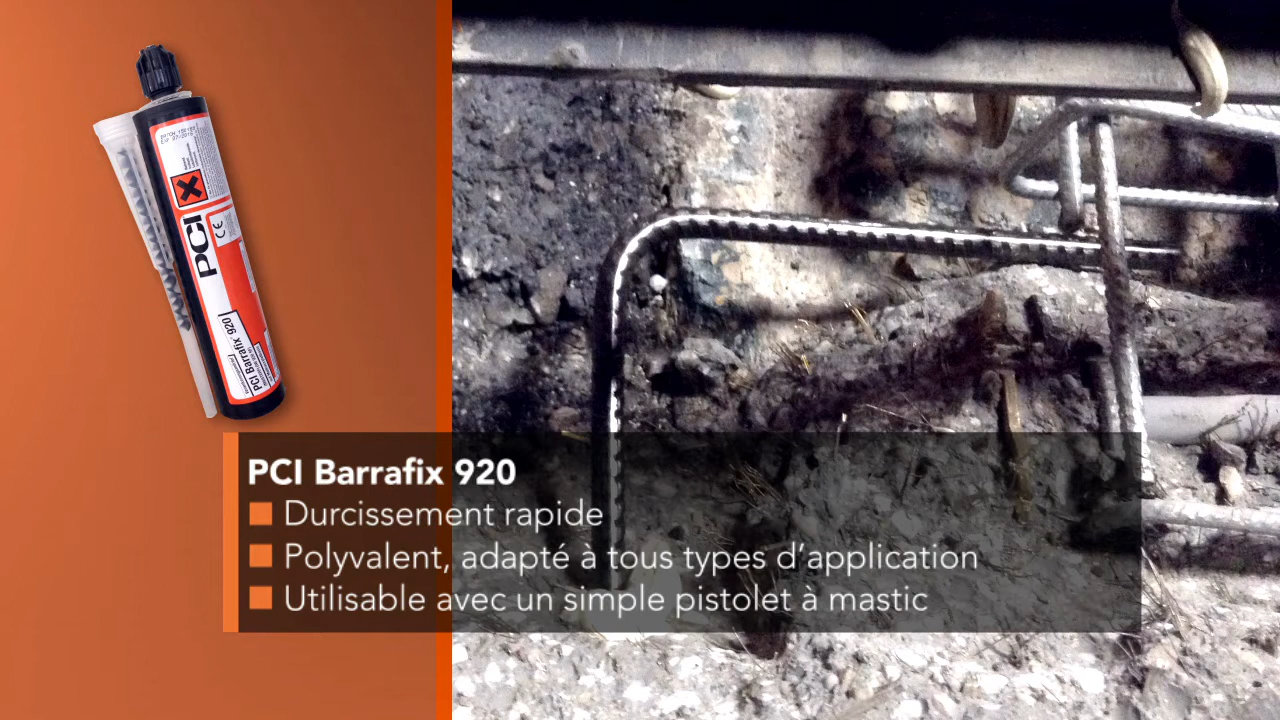 PCI
PCI Barrafix 920
PCI Barrafix 920
Durcissement rapide
Polyvalent, adapté à tous types d’application
Utilisable avec un simple pistolet à mastic